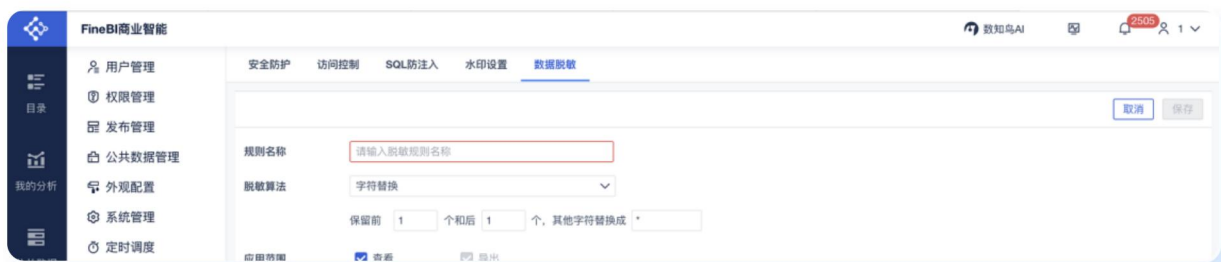 FineBI商业智能 数知鸟AI 2505 1
用户管理 安全防护 访问控制 SQL防注入 水印设置 数据脱敏
目录 权限管理 取消 保存
发布管理
公共数据管理 规则名称 请输入脱敏规则名称
我的分析 外观配置 脱敏算法 字符替换
系统管理 保留前 1 个和后 1 个，其他字符替换成 *
定时调度 应用范围 查看 导出